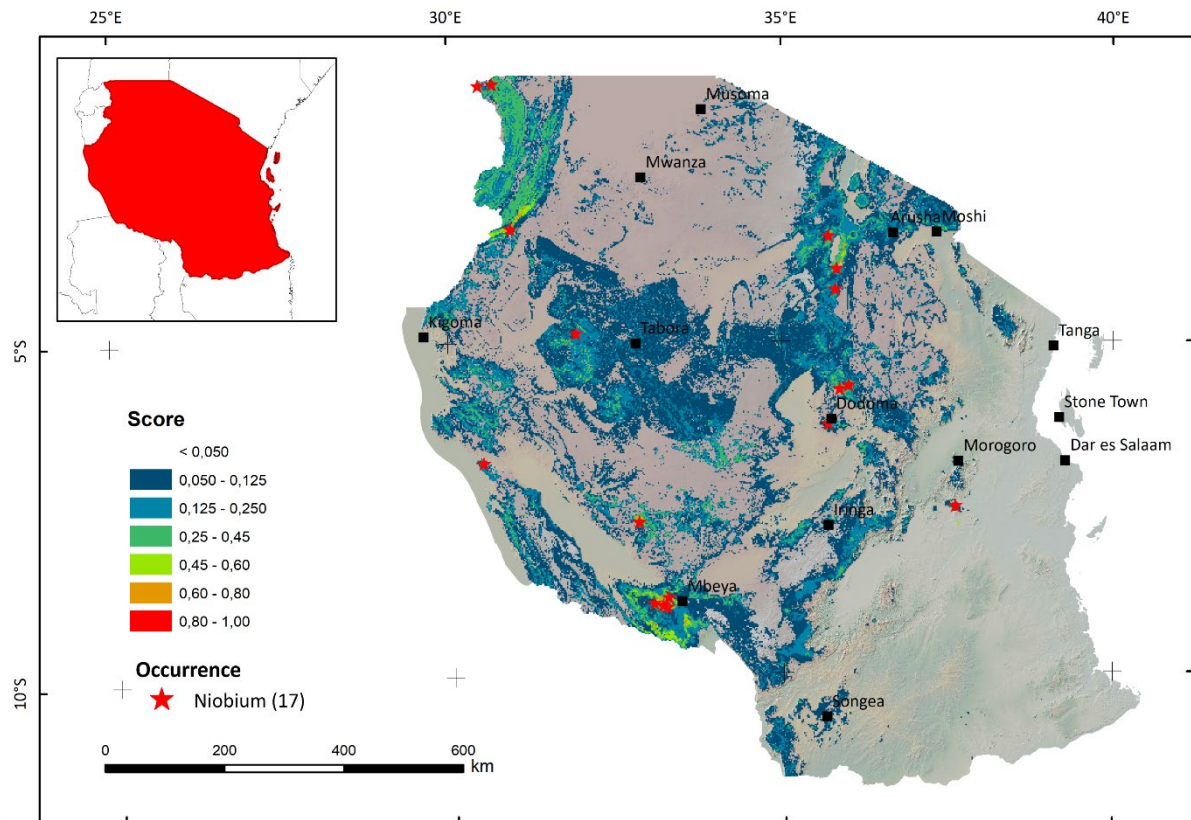 25°E
30°E
35°E
40°E
Musoma
Mwanza
Arusha
Moshi
5°S
Kigoma
Tabora
Tanga
Dodoma
Stone Town
Dar es Salaam
Morogoro
Iringa
Mbeya
10°S
Songea
Score
< 0,050
0,050 - 0,125
0,125 - 0,250
0,25 - 0,45
0,45 - 0,60
0,60 - 0,80
0,80 - 1,00
Occurrence
Niobium (17)
0 200 400 600
km